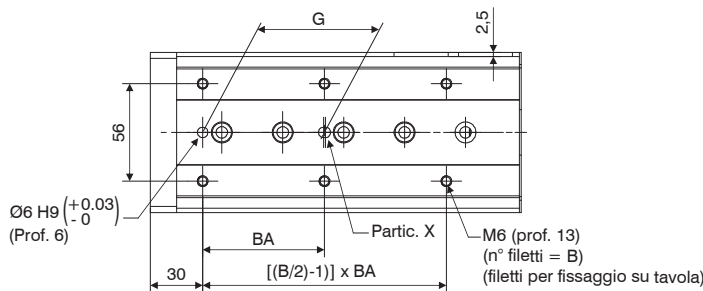 G
2,5
56
Ø6 H9 (+0.03 - 0)
(Prof. 6)
Partic. X
M6 (prof. 13)
(n° filetti = B)
(filetti per fissaggio su tavola)
BA
30
[(B/2)-1)] x BA